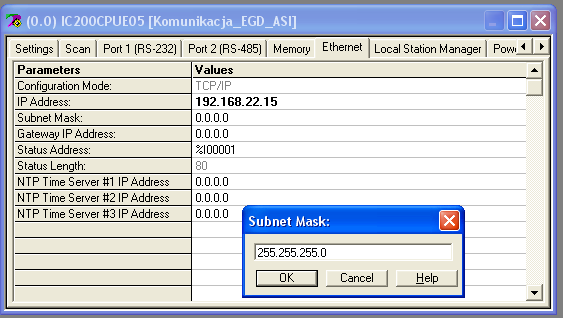 (0.0) IC200CPUE05 [Komunikacja_EGD_ASI]
Settings Scan Port 1 (RS-232) Port 2 (RS-485) Memory Ethernet Local Station Manager
Parameters Values
Configuration Mode: TCP/IP
IP Address: 192.168.22.15
Subnet Mask: 0.0.0.0
Gateway IP Address: 0.0.0.0
Status Address: %I00001
Status Length: 80
NTP Time Server #1 IP Address 0.0.0.0
NTP Time Server #2 IP Address 0.0.0.0
NTP Time Server #3 IP Address 0.0.0.0
Subnet Mask:
255.255.255.0
OK Cancel Help